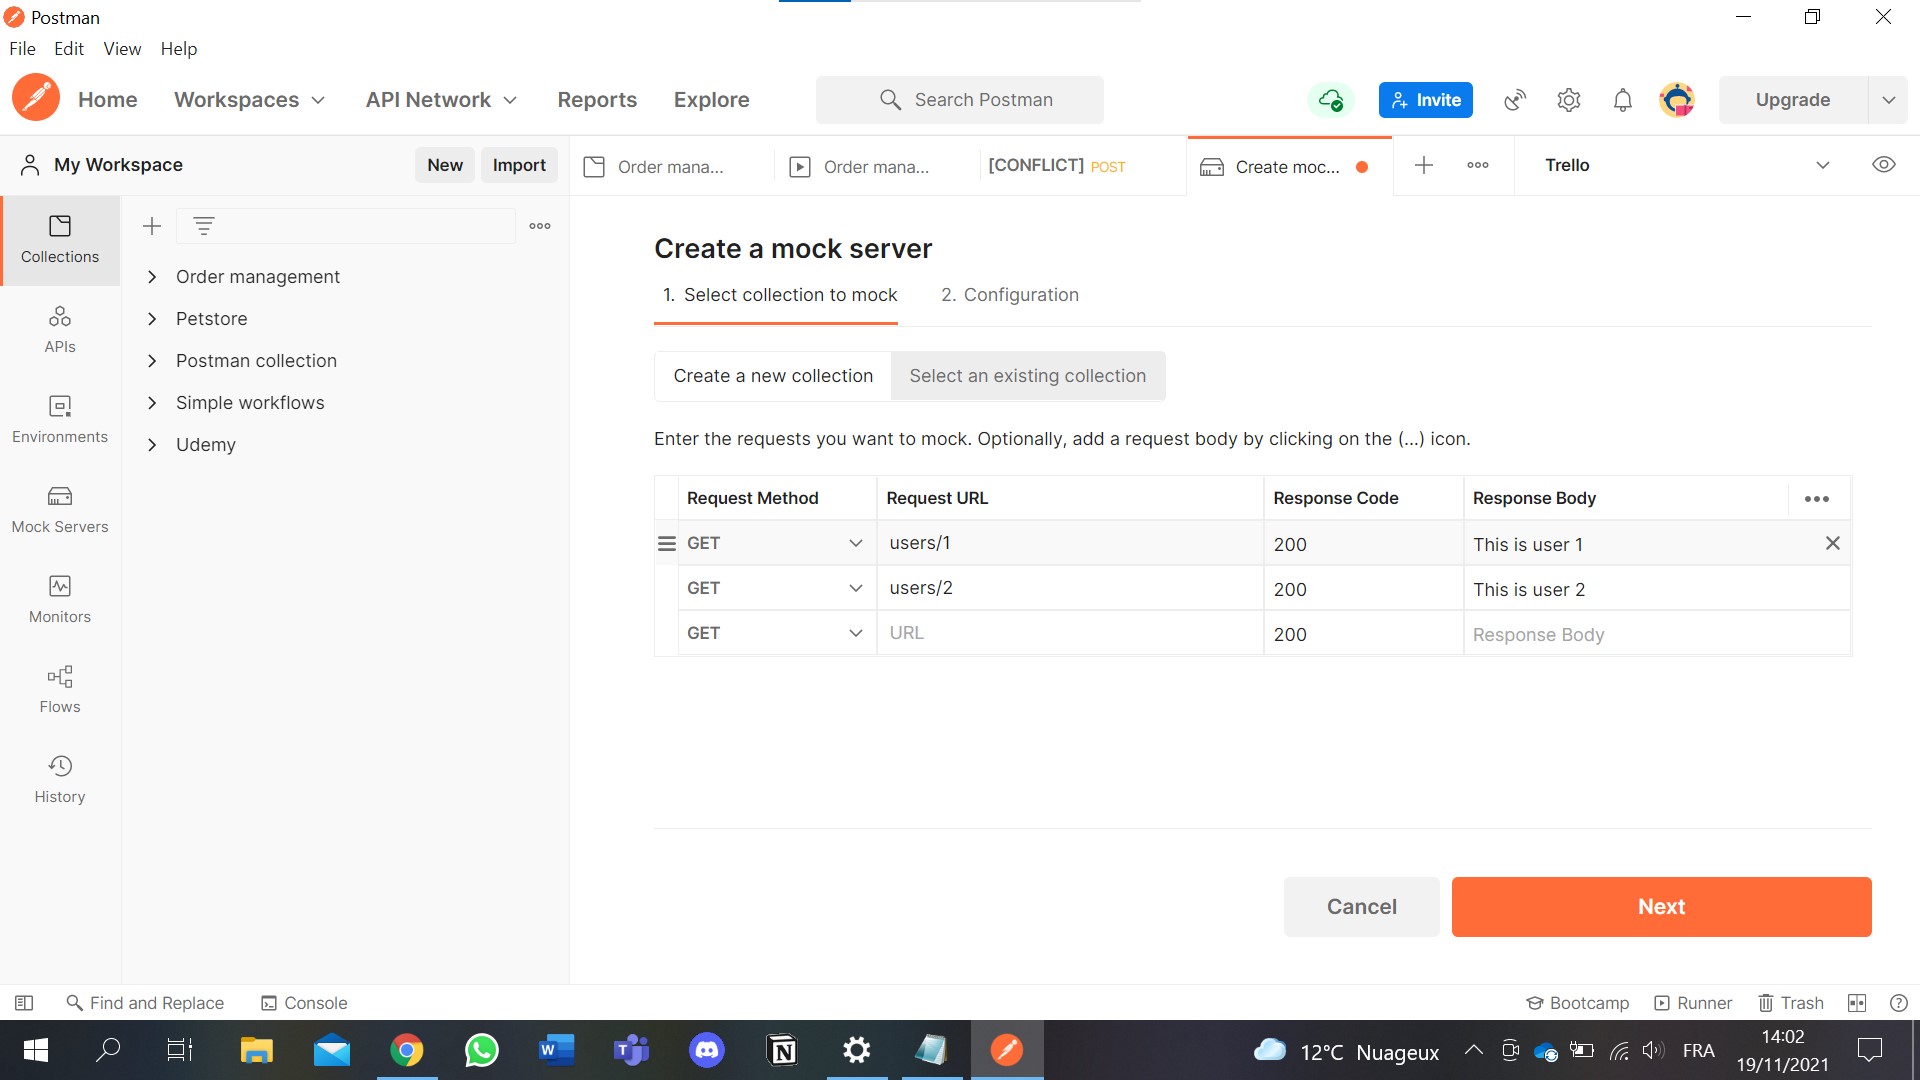 Postman
File Edit View Help
Home Workspaces API Network Reports Explore Search Postman Invite Upgrade
My Workspace New Import Order mana... Order mana... [CONFLICT] POST Create moc... Trello
Collections
APIs
Environments
Mock Servers
Monitors
Flows
History
Order management
Petstore
Postman collection
Simple workflows
Udemy
Create a mock server
1. Select collection to mock 2. Configuration
Create a new collection Select an existing collection
Enter the requests you want to mock. Optionally, add a request body by clicking on the (...) icon.
Request Method Request URL Response Code Response Body
GET users/1 200 This is user 1
GET users/2 200 This is user 2
GET URL 200 Response Body
Cancel Next
Find and Replace Console Bootcamp Runner Trash
12°C Nuageux FRA 14:02
19/11/2021